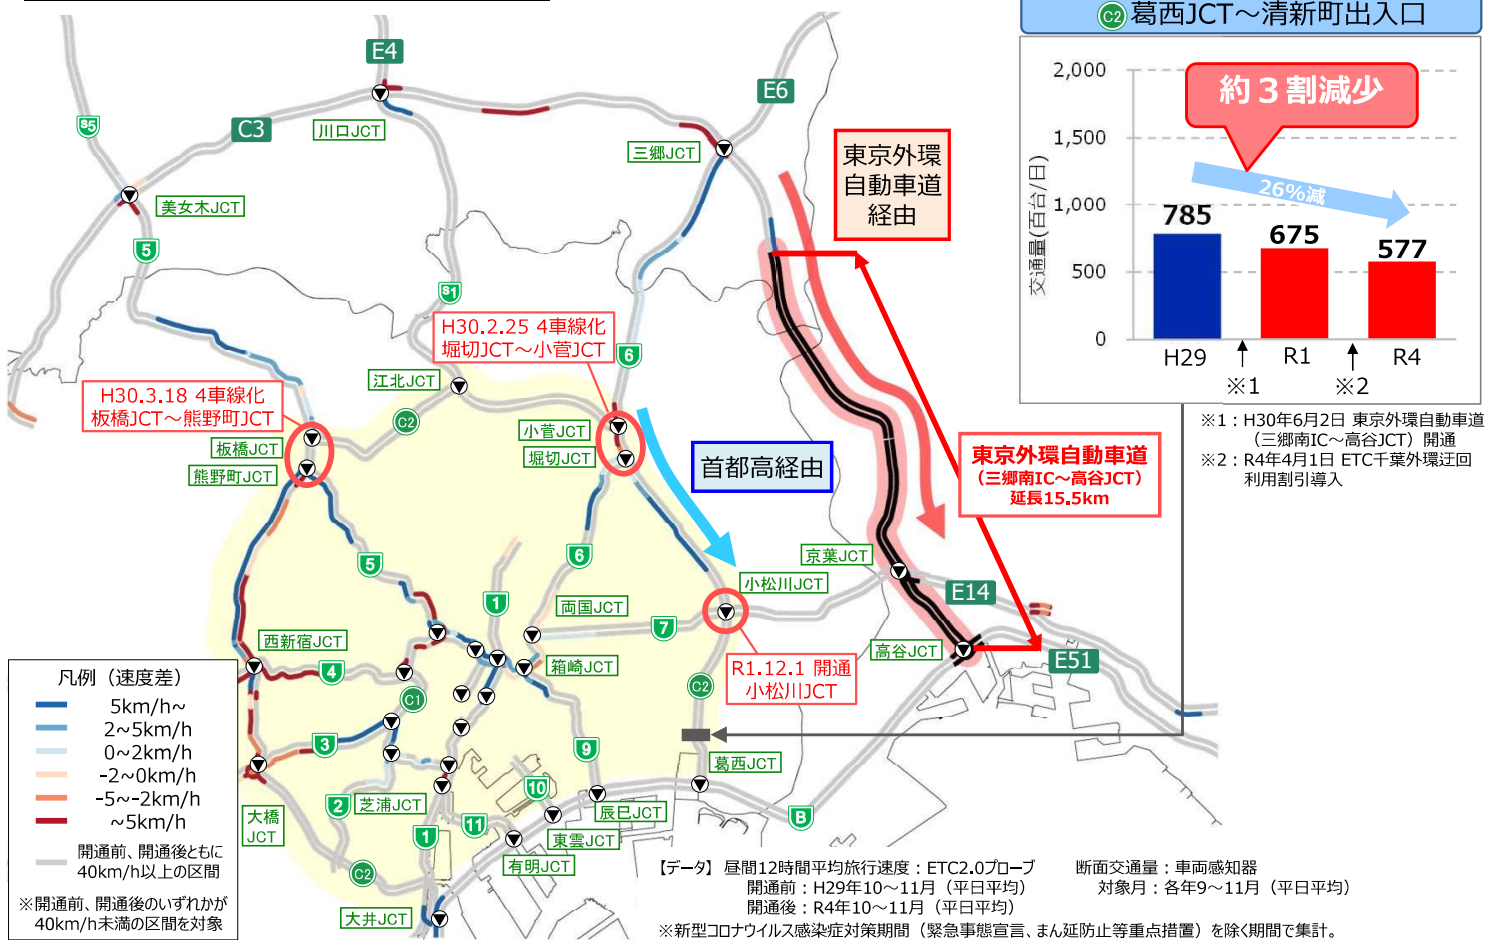 C2 葛西JCT～清新町出入口
2,000
1,500
1,000
500
0
交通量(百台/日)
約３割減少
26%減
785
675
577
H29
R1
R4
※1
※2
※1：H30年6月2日 東京外環自動車道
（三郷南IC～高谷JCT）開通
※2：R4年4月1日 ETC千葉外環迂回
利用割引導入
E4
E6
C3
S5
川口JCT
三郷JCT
美女木JCT
5
S1
東京外環
自動車道
経由
H30.2.25 4車線化
堀切JCT～小菅JCT
6
H30.3.18 4車線化
板橋JCT～熊野町JCT
江北JCT
C2
小菅JCT
堀切JCT
板橋JCT
熊野町JCT
首都高経由
東京外環自動車道
（三郷南IC～高谷JCT）
延長15.5km
京葉JCT
小松川JCT
E14
5
6
1
両国JCT
7
高谷JCT
E51
西新宿JCT
4
箱崎JCT
R1.12.1 開通
小松川JCT
C1
C2
3
9
葛西JCT
10
2
芝浦JCT
辰巳JCT
B
大橋
JCT
1
11
東雲JCT
有明JCT
C2
大井JCT
凡例（速度差）
5km/h~
2~5km/h
0~2km/h
-2~0km/h
-5~-2km/h
~5km/h
開通前、開通後ともに
40km/h以上の区間
※開通前、開通後のいずれかが
40km/h未満の区間を対象
【データ】昼間12時間平均旅行速度：ETC2.0プローブ
開通前：H29年10～11月（平日平均）
開通後：R4年10～11月（平日平均）
断面交通量：車両感知器
対象月：各年9～11月（平日平均）
※新型コロナウイルス感染症対策期間（緊急事態宣言、まん延防止等重点措置）を除く期間で集計。